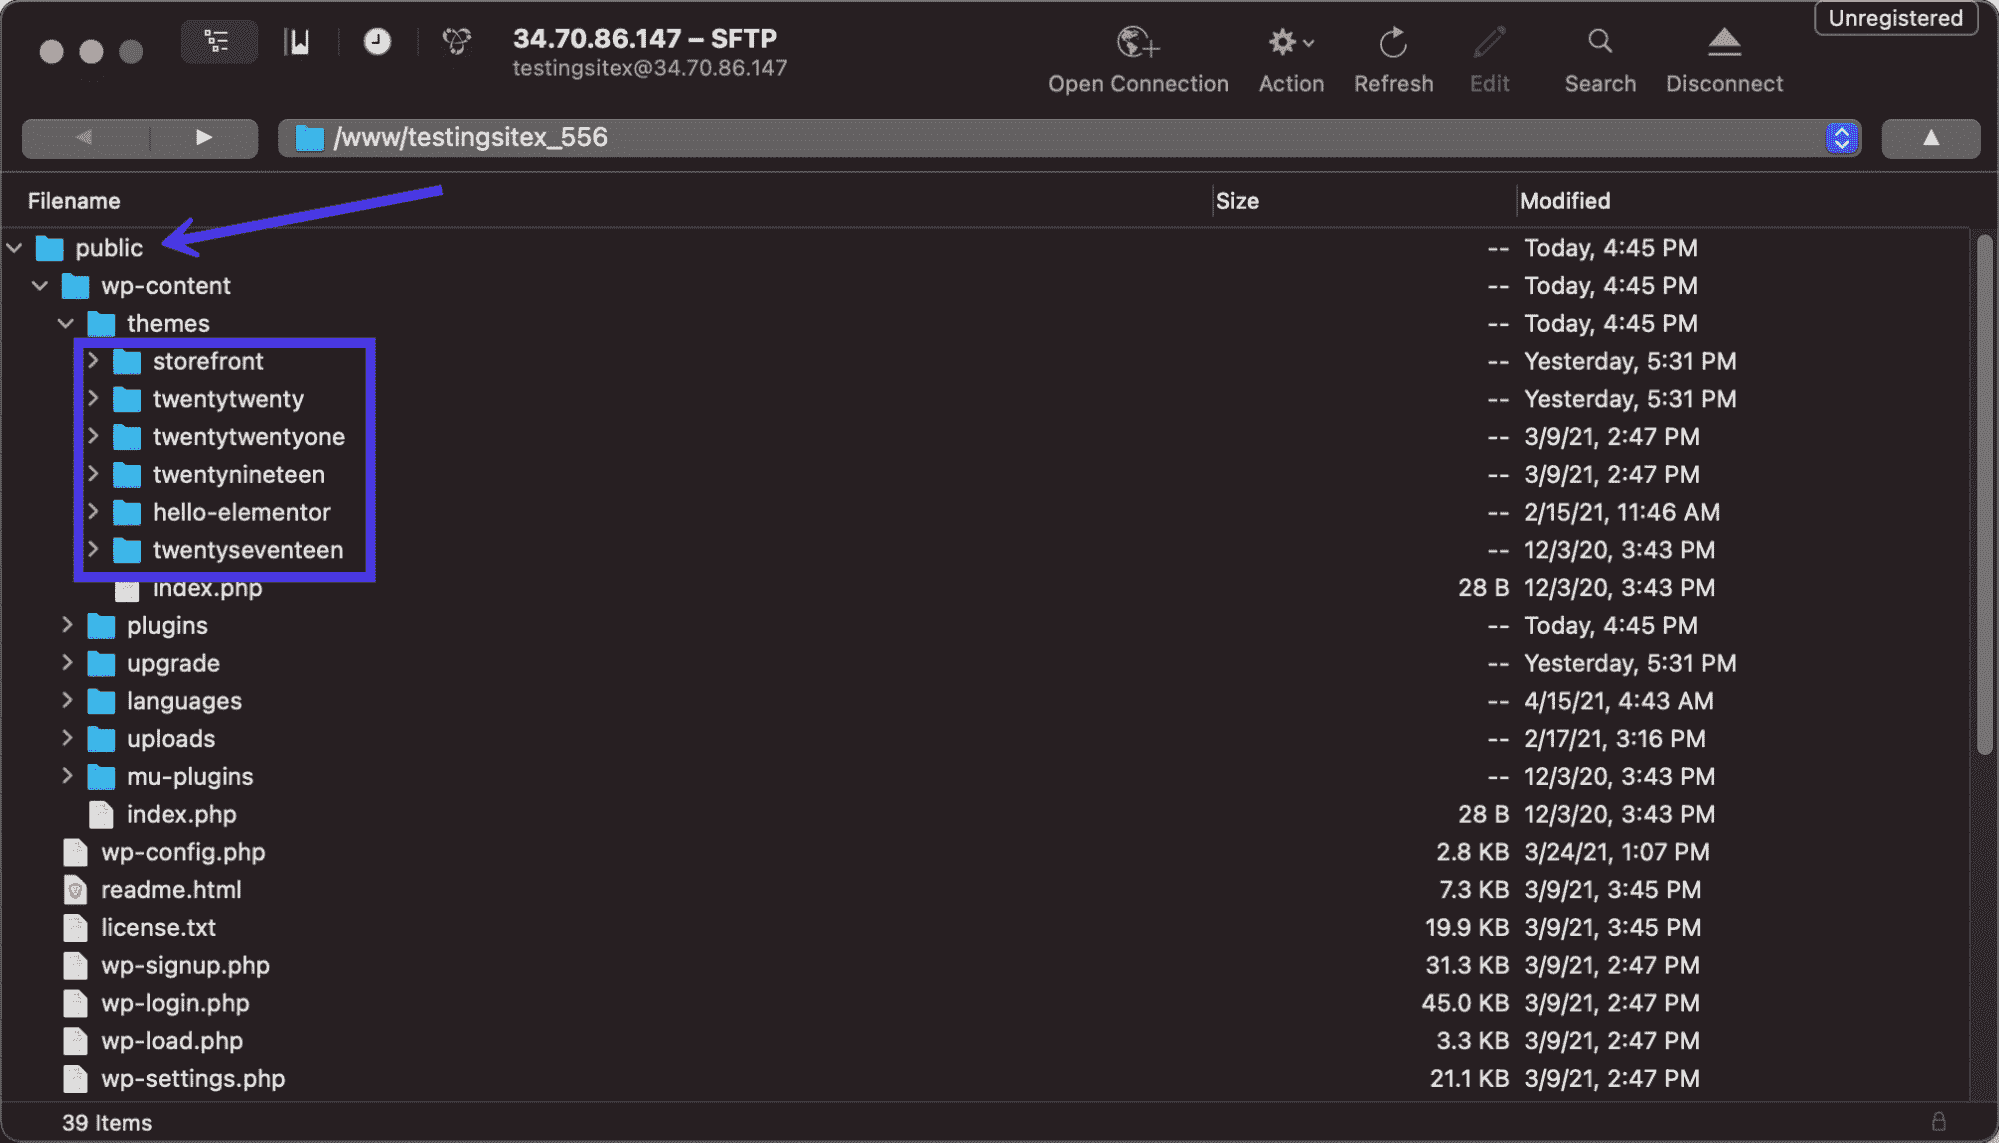 Unregistered
34.70.86.147 – SFTP
testingsitex@34.70.86.147
Open Connection Action Refresh Edit Search Disconnect
/www/testingsitex_556
Filename Size Modified
public -- Today, 4:45 PM
wp-content -- Today, 4:45 PM
themes -- Today, 4:45 PM
storefront -- Yesterday, 5:31 PM
twentytwenty -- Yesterday, 5:31 PM
twentytwentyone -- 3/9/21, 2:47 PM
twentynineteen -- 3/9/21, 2:47 PM
hello-elementor -- 2/15/21, 11:46 AM
twentyseventeen -- 12/3/20, 3:43 PM
index.php 28 B 12/3/20, 3:43 PM
plugins -- Today, 4:45 PM
upgrade -- Yesterday, 5:31 PM
languages -- 4/15/21, 4:43 AM
uploads -- 2/17/21, 3:16 PM
mu-plugins -- 12/3/20, 3:43 PM
index.php 28 B 12/3/20, 3:43 PM
wp-config.php 2.8 KB 3/24/21, 1:07 PM
readme.html 7.3 KB 3/9/21, 3:45 PM
license.txt 19.9 KB 3/9/21, 3:45 PM
wp-signup.php 31.3 KB 3/9/21, 2:47 PM
wp-login.php 45.0 KB 3/9/21, 2:47 PM
wp-load.php 3.3 KB 3/9/21, 2:47 PM
wp-settings.php 21.1 KB 3/9/21, 2:47 PM
39 Items